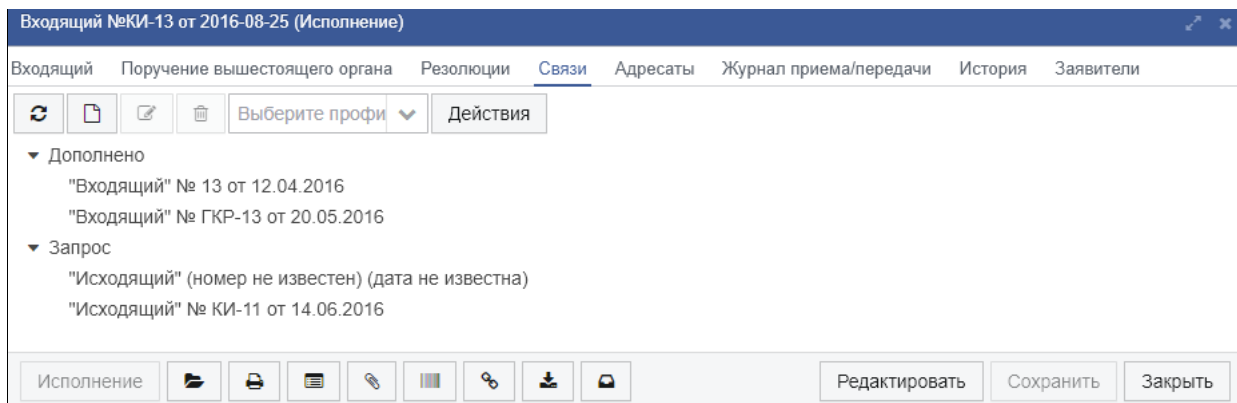 Входящий №КИ-13 от 2016-08-25 (Исполнение)
Входящий Поручение вышестоящего органа Резолюции Связи Адресаты Журнал приема/передачи История Заявители
Выберите профи Действия
Дополнено
"Входящий" № 13 от 12.04.2016
"Входящий" № ГКР-13 от 20.05.2016
Запрос
"Исходящий" (номер не известен) (дата не известна)
"Исходящий" № КИ-11 от 14.06.2016
Исполнение Редактировать Сохранить Закрыть